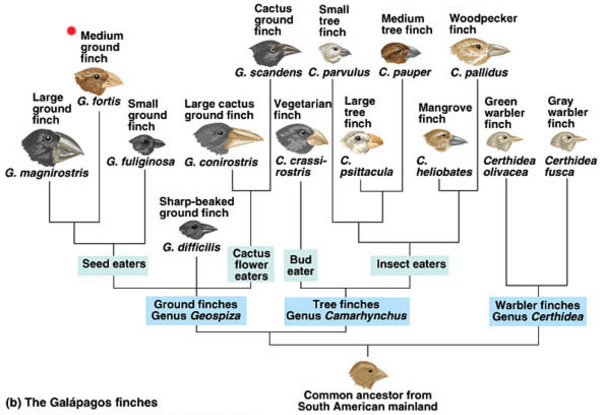 Cactus
ground
finch
G. scandens
Small
tree
finch
C. parvulus
Medium
tree finch
C. pauper
Woodpecker
finch
C. pallidus
Medium
ground
finch
G. fortis
Large
ground
finch
G. magnirostris
Small
ground
finch
G. fuliginosa
Large cactus
ground finch
G. conirostris
Vegetarian
finch
C. crassi-
rostris
Large
tree
finch
C.
psittacula
Mangrove
finch
C.
heliobates
Green
warbler
finch
Certhidea
olivacea
Gray
warbler
finch
Certhidea
fusca
Sharp-beaked
ground finch
G. difficilis
Seed eaters
Cactus
flower
eaters
Bud
eater
Insect eaters
Ground finches
Genus Geospiza
Tree finches
Genus Camarhynchus
Warbler finches
Genus Certhidea
Common ancestor from
South American mainland
(b) The Galápagos finches